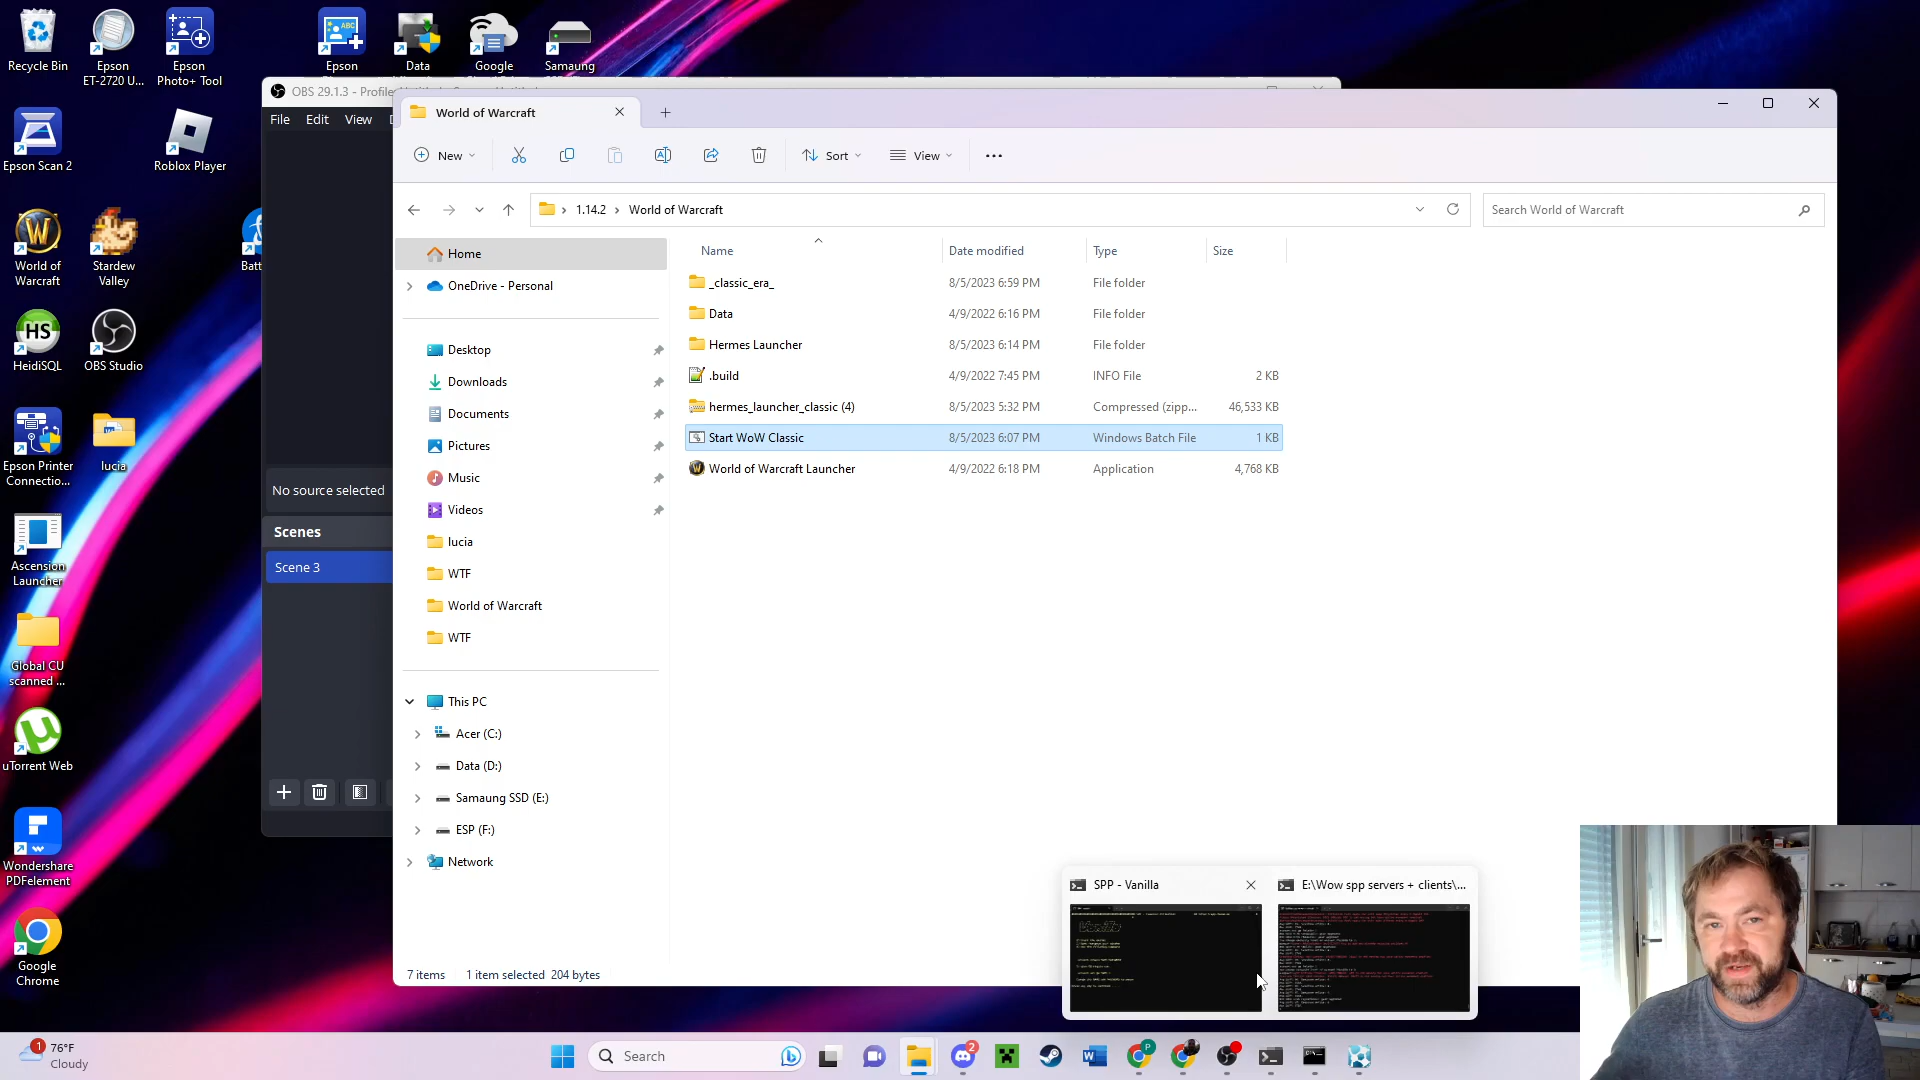 Recycle Bin
Epson
ET-2720 U...
Epson
Photo+ Tool
Epson
Data
Google
Samaung
Epson Scan 2
Roblox Player
World of
Warcraft
Stardew
Valley
Batt
HeidiSQL
OBS Studio
Epson Printer
Connectio...
lucia
Ascension
Launcher
Global CU
scanned ...
uTorrent Web
Wondershare
PDFelement
Google
Chrome
OBS 29.1.3 - Profile
File Edit View
No source selected
Scenes
Scene 3
World of Warcraft
New
Sort
View
1.14.2 › World of Warcraft
Search World of Warcraft
Home
OneDrive - Personal
Desktop
Downloads
Documents
Pictures
Music
Videos
lucia
WTF
World of Warcraft
WTF
This PC
Acer (C:)
Data (D:)
Samaung SSD (E:)
ESP (F:)
Network
Name Date modified Type Size
_classic_era_ 8/5/2023 6:59 PM File folder
Data 4/9/2022 6:16 PM File folder
Hermes Launcher 8/5/2023 6:14 PM File folder
.build 4/9/2022 7:45 PM INFO File 2 KB
hermes_launcher_classic (4) 8/5/2023 5:32 PM Compressed (zipp... 46,533 KB
Start WoW Classic 8/5/2023 6:07 PM Windows Batch File 1 KB
World of Warcraft Launcher 4/9/2022 6:18 PM Application 4,768 KB
7 items 1 item selected 204 bytes
SPP - Vanilla
E:\Wow spp servers + clients\...
1
76°F
Cloudy
Search
2
P